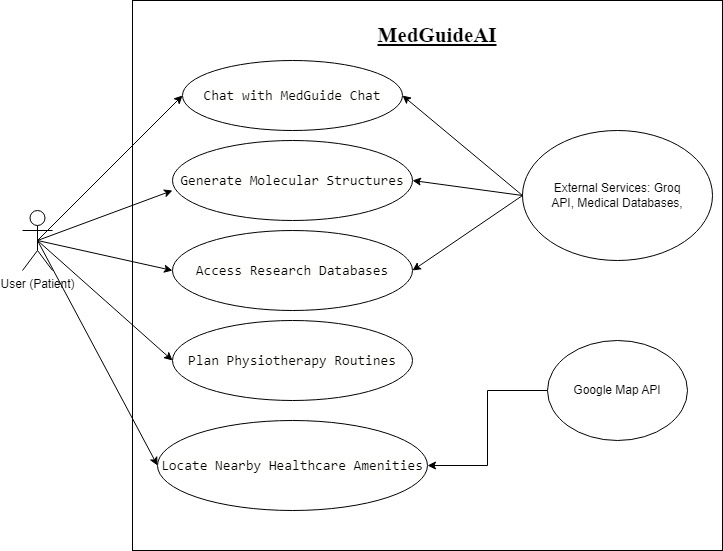 MedGuideAI
Chat with MedGuide Chat
Generate Molecular Structures
External Services: Groq
API, Medical Databases,
Access Research Databases
User (Patient)
Plan Physiotherapy Routines
Google Map API
Locate Nearby Healthcare Amenities